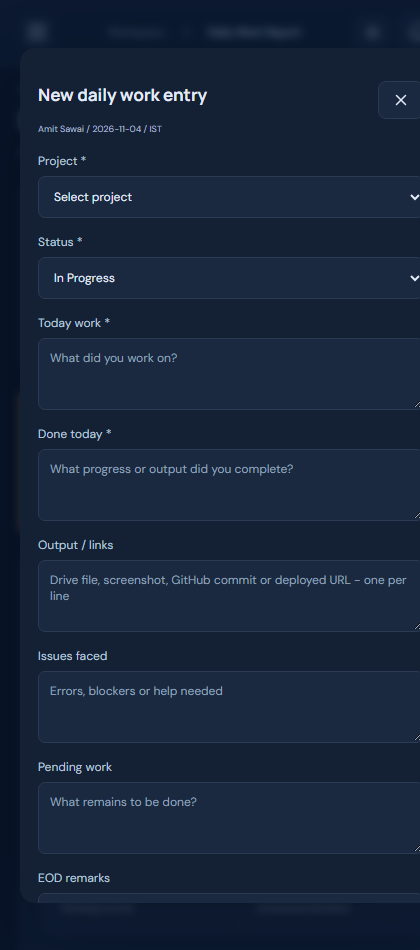 New daily work entry
Amit Sawai / 2026-11-04 / IST
Project *
Select project
Status *
In Progress
Today work *
What did you work on?
Done today *
What progress or output did you complete?
Output / links
Drive file, screenshot, GitHub commit or deployed URL - one per
line
Issues faced
Errors, blockers or help needed
Pending work
What remains to be done?
EOD remarks